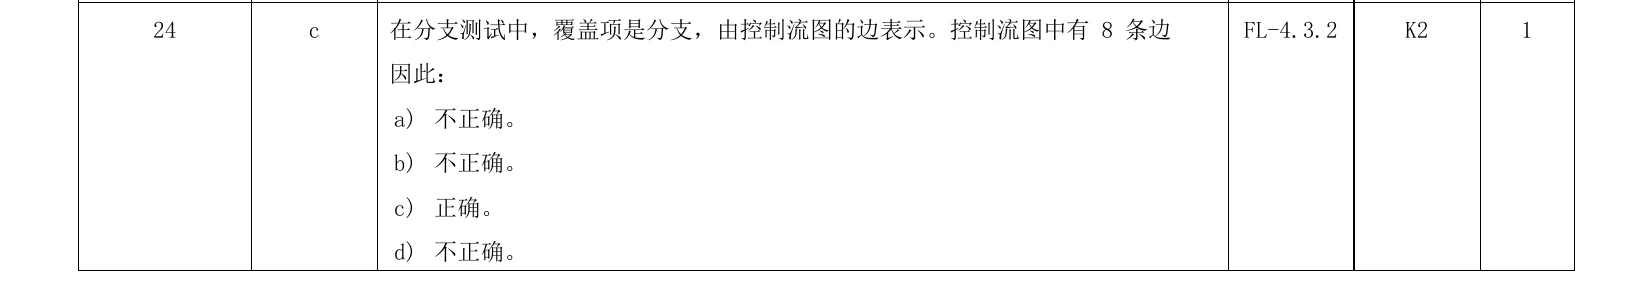 24 c 在分支测试中，覆盖项是分支，由控制流图的边表示。控制流图中有 8 条边 FL-4.3.2 K2 1
因此：
a) 不正确。
b) 不正确。
c) 正确。
d) 不正确。